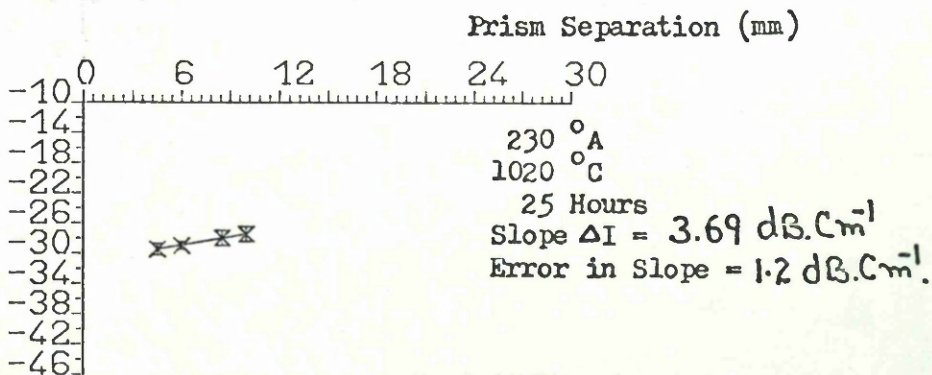 Prism Separation (mm)
0 6 12 18 24 30
-10
-14
-18
-22
-26
-30
-34
-38
-42
-46
230 °A
1020 °C
25 Hours
Slope ΔI = 3.69 dB.Cm⁻¹
Error in Slope = 1.2 dB.Cm⁻¹.